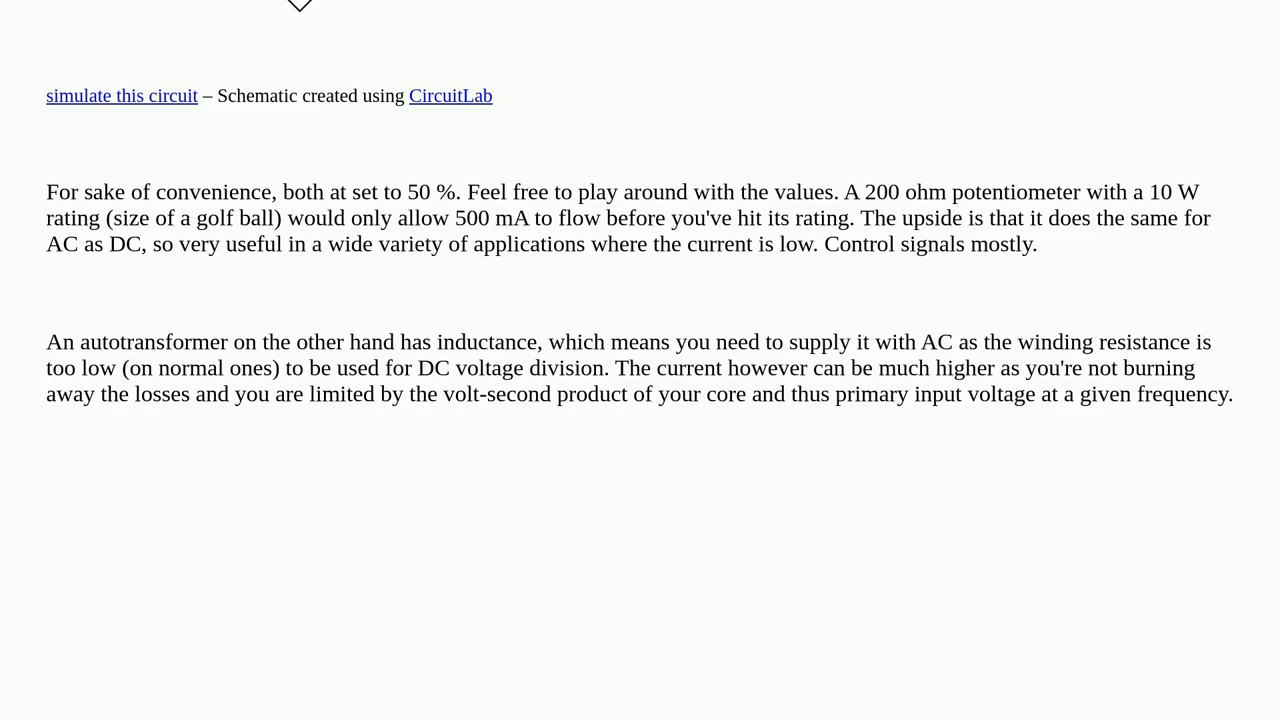 simulate this circuit – Schematic created using CircuitLab
For sake of convenience, both at set to 50 %. Feel free to play around with the values. A 200 ohm potentiometer with a 10 W
rating (size of a golf ball) would only allow 500 mA to flow before you've hit its rating. The upside is that it does the same for
AC as DC, so very useful in a wide variety of applications where the current is low. Control signals mostly.
An autotransformer on the other hand has inductance, which means you need to supply it with AC as the winding resistance is
too low (on normal ones) to be used for DC voltage division. The current however can be much higher as you're not burning
away the losses and you are limited by the volt-second product of your core and thus primary input voltage at a given frequency.